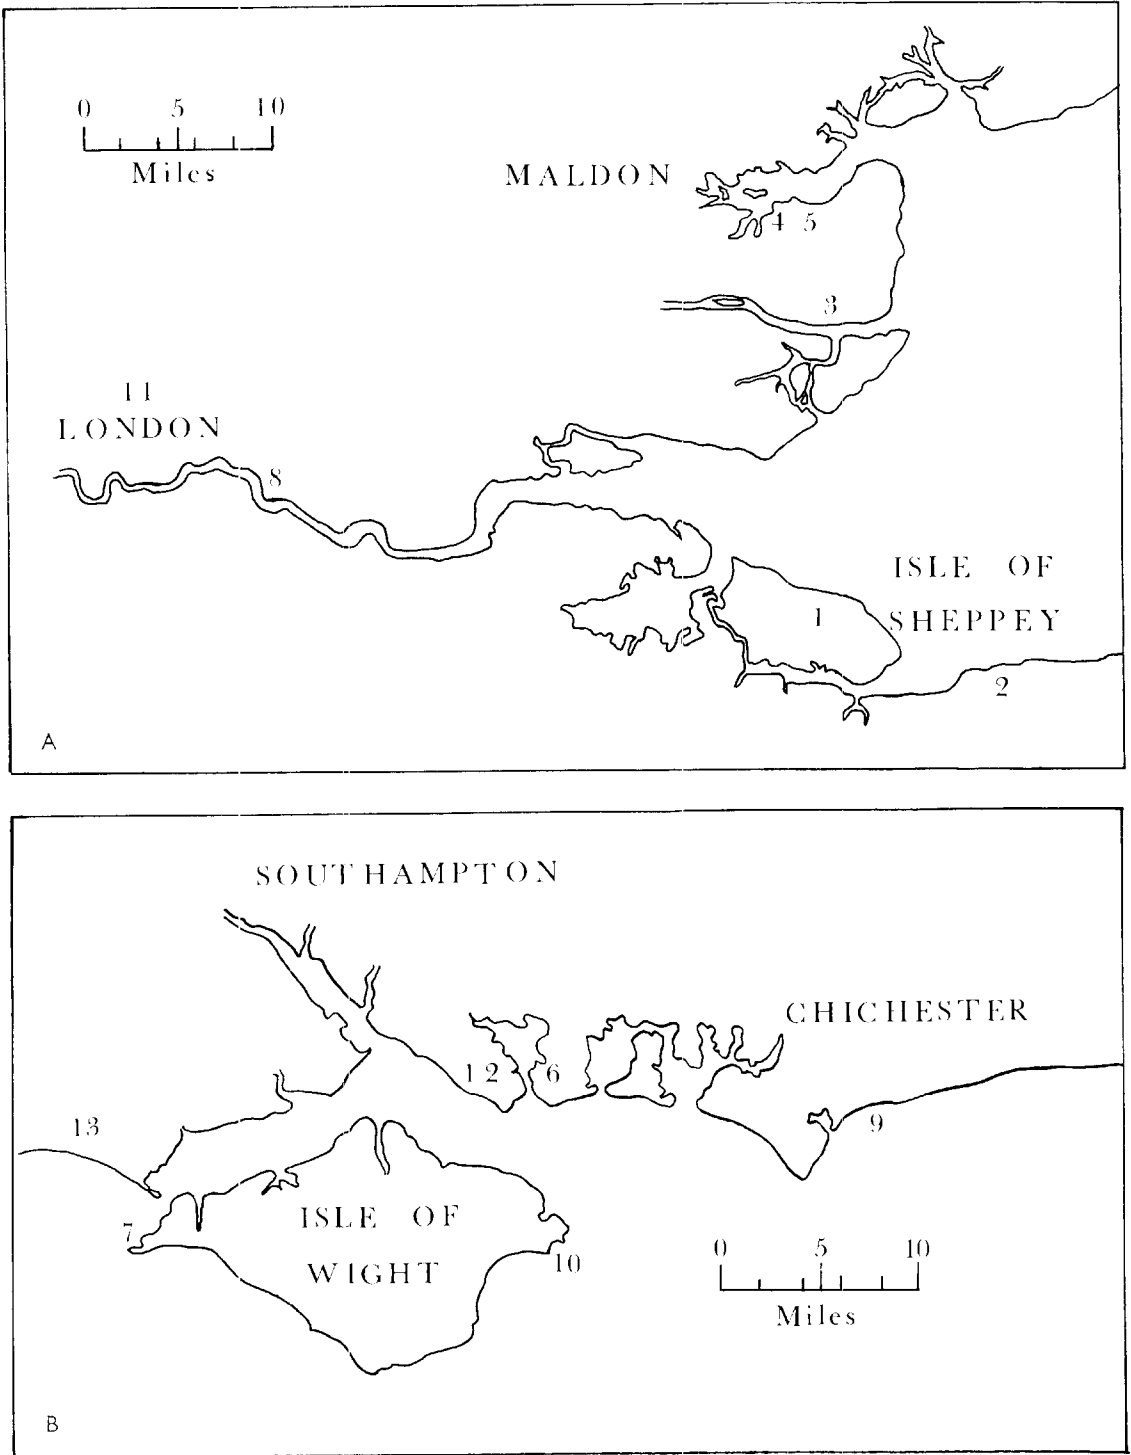 0 5 10
Miles
MALDON
4 5
3
11
LONDON
8
ISLE OF
SHEPPEY
1
2
A
SOUTHAMPTON
CHICHESTER
12 6
13
9
7
ISLE OF
WIGHT
10
0 5 10
Miles
B